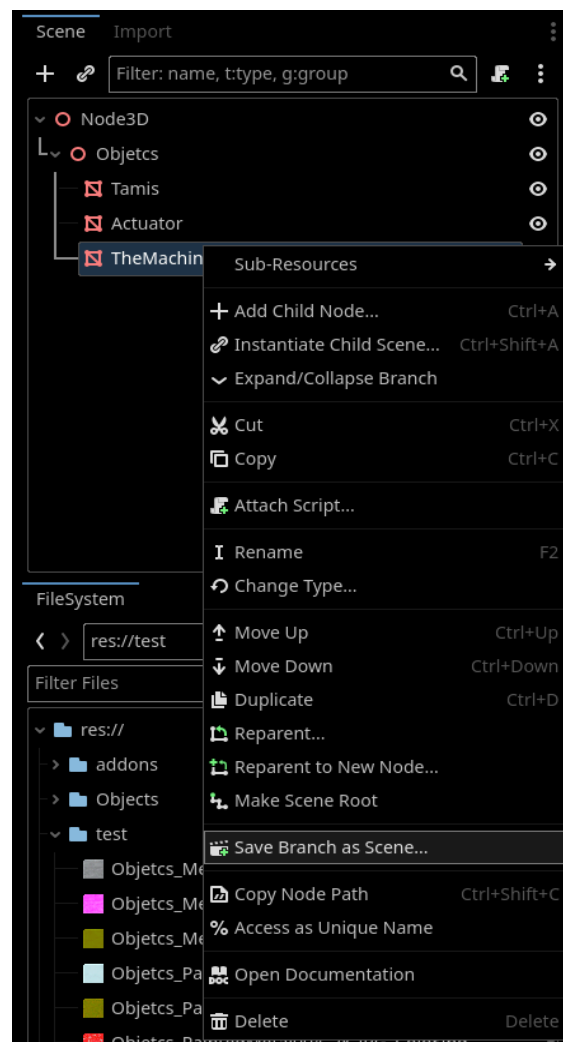 Scene Import
Filter: name, t:type, g:group
Node3D
Objetcs
Tamis
Actuator
TheMachin
Sub-Resources
Add Child Node... Ctrl+A
Instantiate Child Scene... Ctrl+Shift+A
Expand/Collapse Branch
Cut Ctrl+X
Copy Ctrl+C
Attach Script...
Rename F2
Change Type...
Move Up Ctrl+Up
Move Down Ctrl+Down
Duplicate Ctrl+D
Reparent...
Reparent to New Node...
Make Scene Root
Save Branch as Scene...
Copy Node Path Ctrl+Shift+C
% Access as Unique Name
DOC Open Documentation
Delete Delete
FileSystem
res://test
Filter Files
res://
addons
Objects
test
Objetcs_Me
Objetcs_Me
Objetcs_Me
Objetcs_Pa
Objetcs_Pa